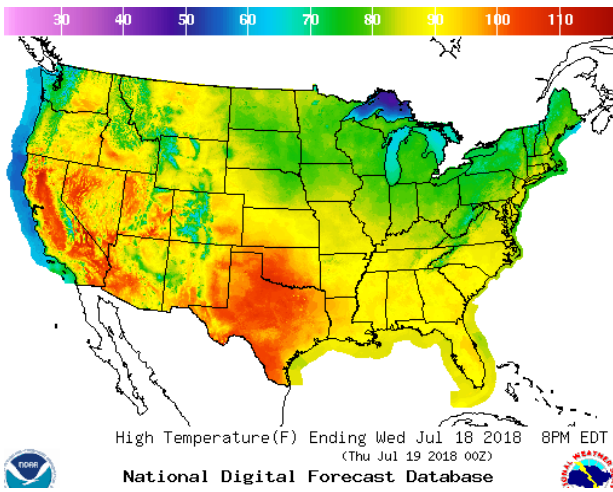 30 40 50 60 70 80 90 100 110
High Temperature(F) Ending Wed Jul 18 2018 8PM EDT
(Thu Jul 19 2018 00Z)
National Digital Forecast Database
NOAA